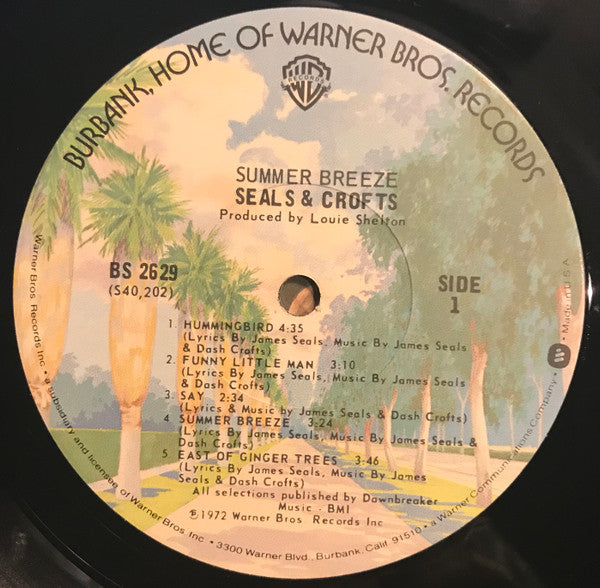 BURBANK, HOME OF WARNER BROS. RECORDS
W
RECORDS
SUMMER BREEZE
SEALS & CROFTS
Produced by Louie Shelton
BS 2629
(S40,202)
SIDE
1
1. HUMMINGBIRD 4:35
(Lyrics By James Seals, Music By James Seals
& Dash Crofts)
2. FUNNY LITTLE MAN 3:10
(Lyrics By James Seals, Music By James Seals
& Dash Crofts)
3. SAY 2:34
(Lyrics & Music by James Seals & Dash Crofts)
4. SUMMER BREEZE 3:24
(Lyrics By James Seals, Music By James Seals &
Dash Crofts)
5. EAST OF GINGER TREES 3:46
(Lyrics By James Seals, Music By James
Seals & Dash Crofts)
All selections published by Dawnbreaker
Music - BMI
℗1972 Warner Bros Records Inc
Warner Bros Records Inc • a subsidiary and licensee of Warner Bros Inc • 3300 Warner Blvd., Burbank, Calif. 91510 • a Warner Communications Company • Made in U.S.A.